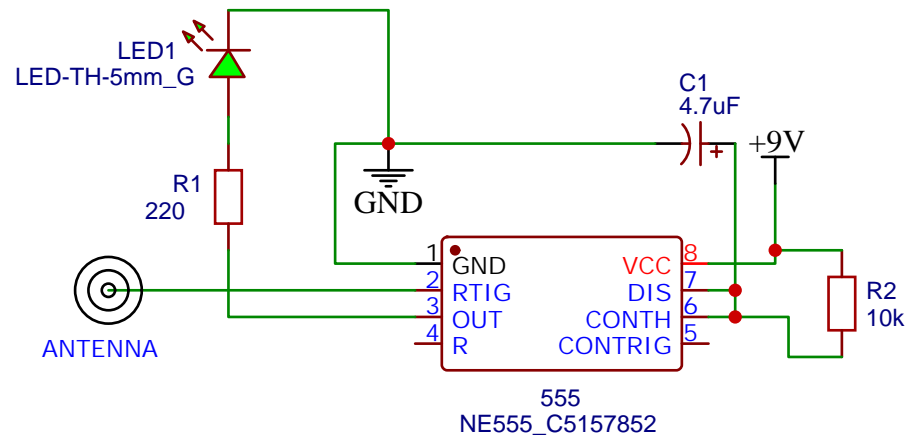 LED1
LED-TH-5mm_G
C1
4.7uF
+
+9V
R1
220
GND
1
GND
VCC
8
2
RTIG
DIS
7
3
OUT
CONTH
6
4
R
CONTRIG
5
R2
10k
ANTENNA
555
NE555_C5157852